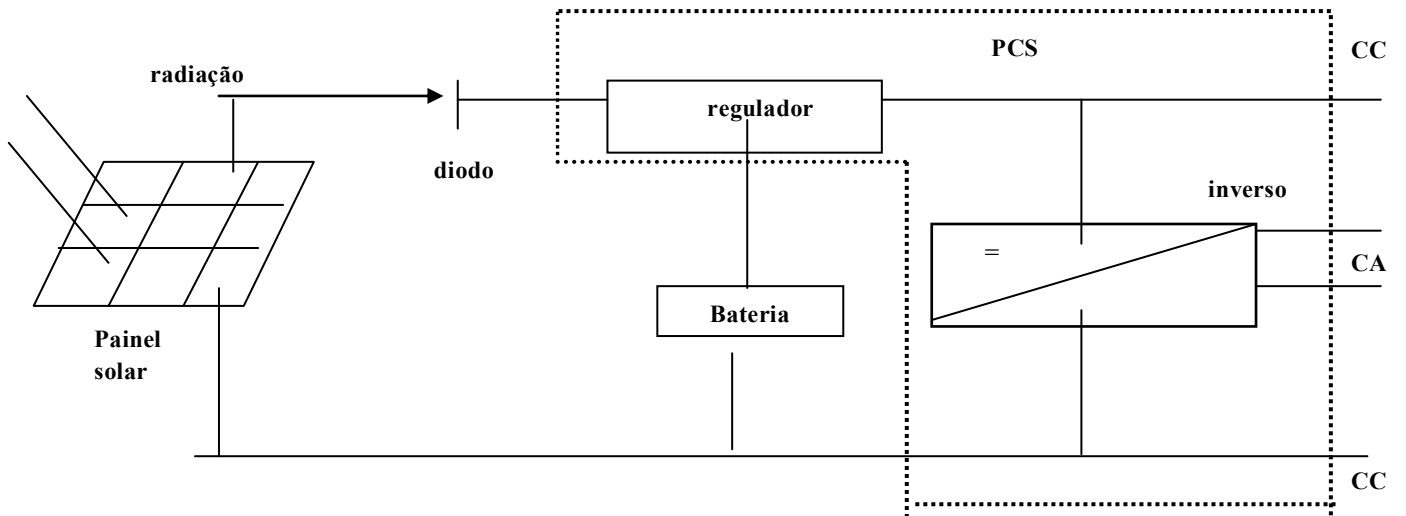 PCS
CC
radiação
regulador
diodo
inverso
=
CA
Bateria
Painel
solar
CC